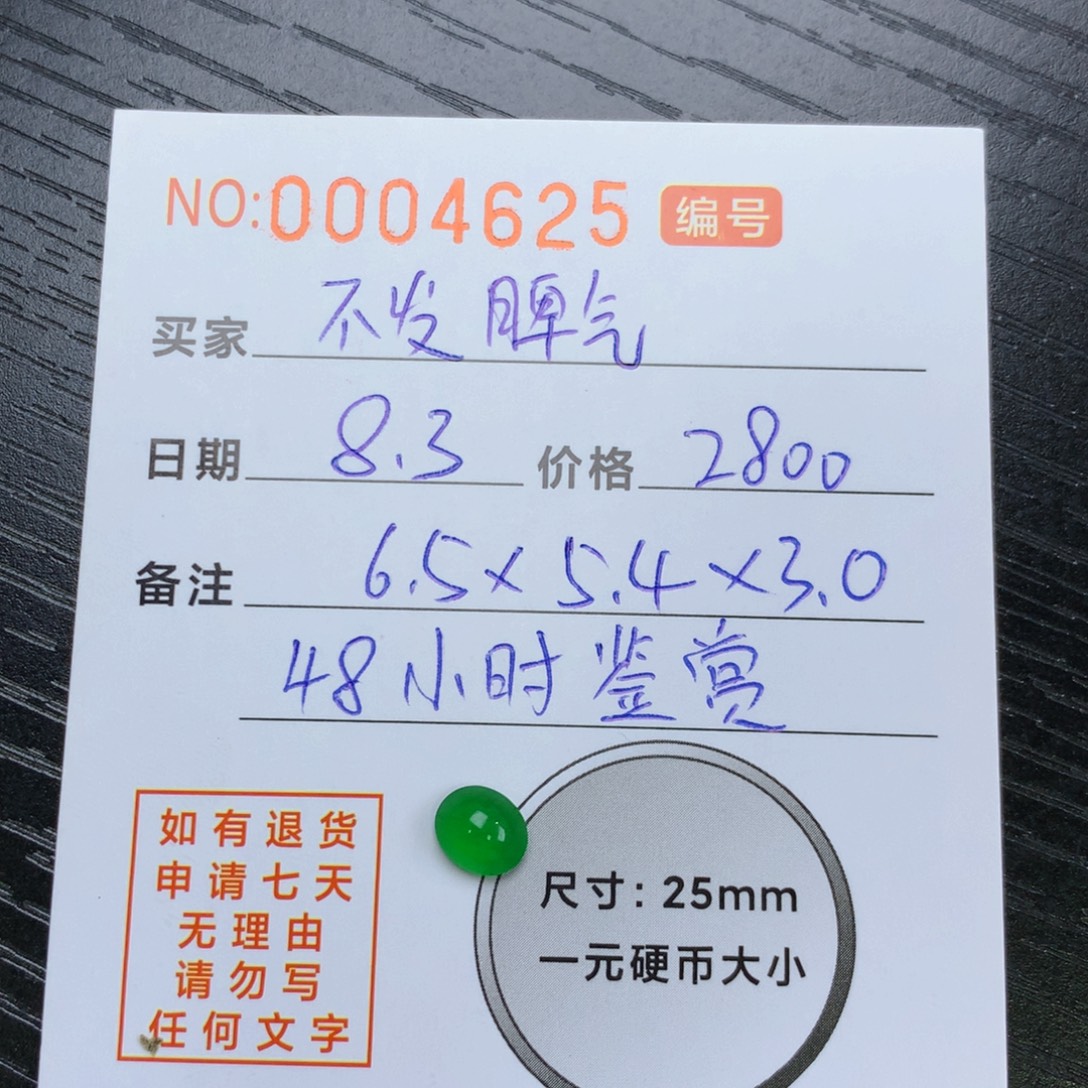 NO:0004625 编号
买家 不发脾气
日期 8.3 价格 2800
备注 6.5×5.4×3.0
48小时鉴赏
如有退货
申请七天
无理由
请勿写
任何文字
尺寸:25mm
一元硬币大小